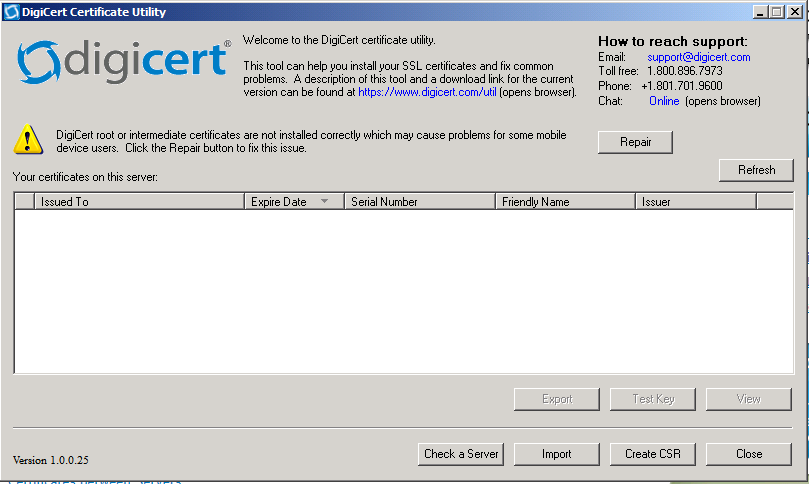 DigiCert Certificate Utility
digicert®
Welcome to the DigiCert certificate utility.
This tool can help you install your SSL certificates and fix common
problems. A description of this tool and a download link for the current
version can be found at https://www.digicert.com/util (opens browser).
How to reach support:
Email: support@digicert.com
Toll free: 1.800.896.7973
Phone: +1.801.701.9600
Chat: Online (opens browser)
DigiCert root or intermediate certificates are not installed correctly which may cause problems for some mobile
device users. Click the Repair button to fix this issue.
Repair
Refresh
Your certificates on this server:
Issued To Expire Date Serial Number Friendly Name Issuer
Export Test Key View
Version 1.0.0.25
Check a Server Import Create CSR Close
Certificates between Servers